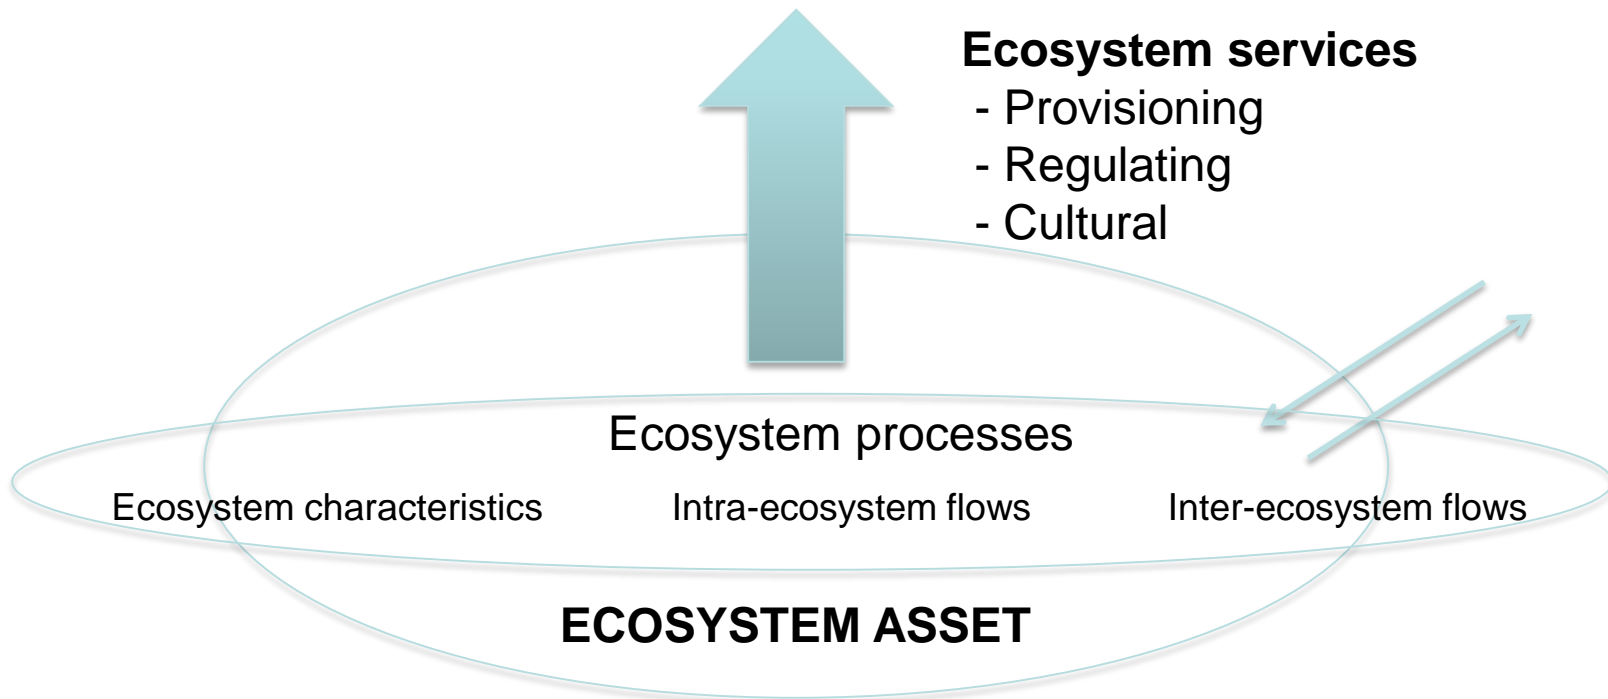 Ecosystem services
- Provisioning
- Regulating
- Cultural
Ecosystem processes
Ecosystem characteristics
Intra-ecosystem flows
Inter-ecosystem flows
ECOSYSTEM ASSET